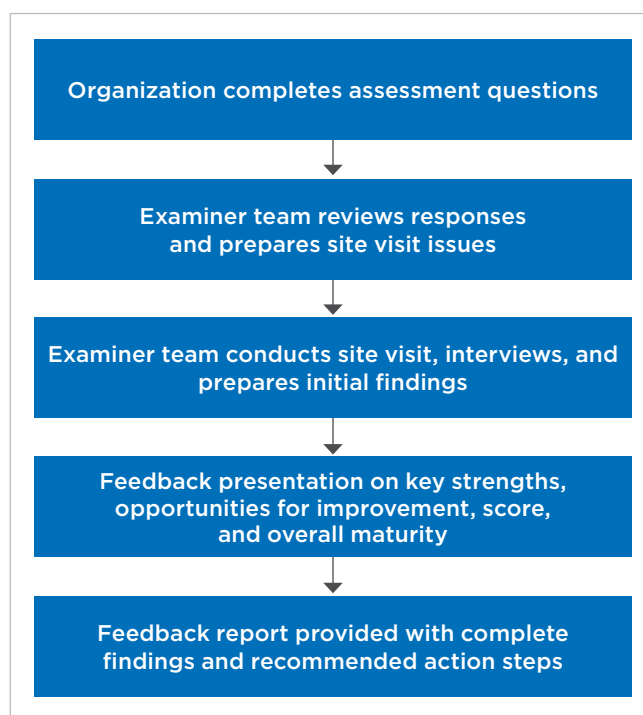 Organization completes assessment questions
Examiner team reviews responses
and prepares site visit issues
Examiner team conducts site visit, interviews, and
prepares initial findings
Feedback presentation on key strengths,
opportunities for improvement, score,
and overall maturity
Feedback report provided with complete
findings and recommended action steps